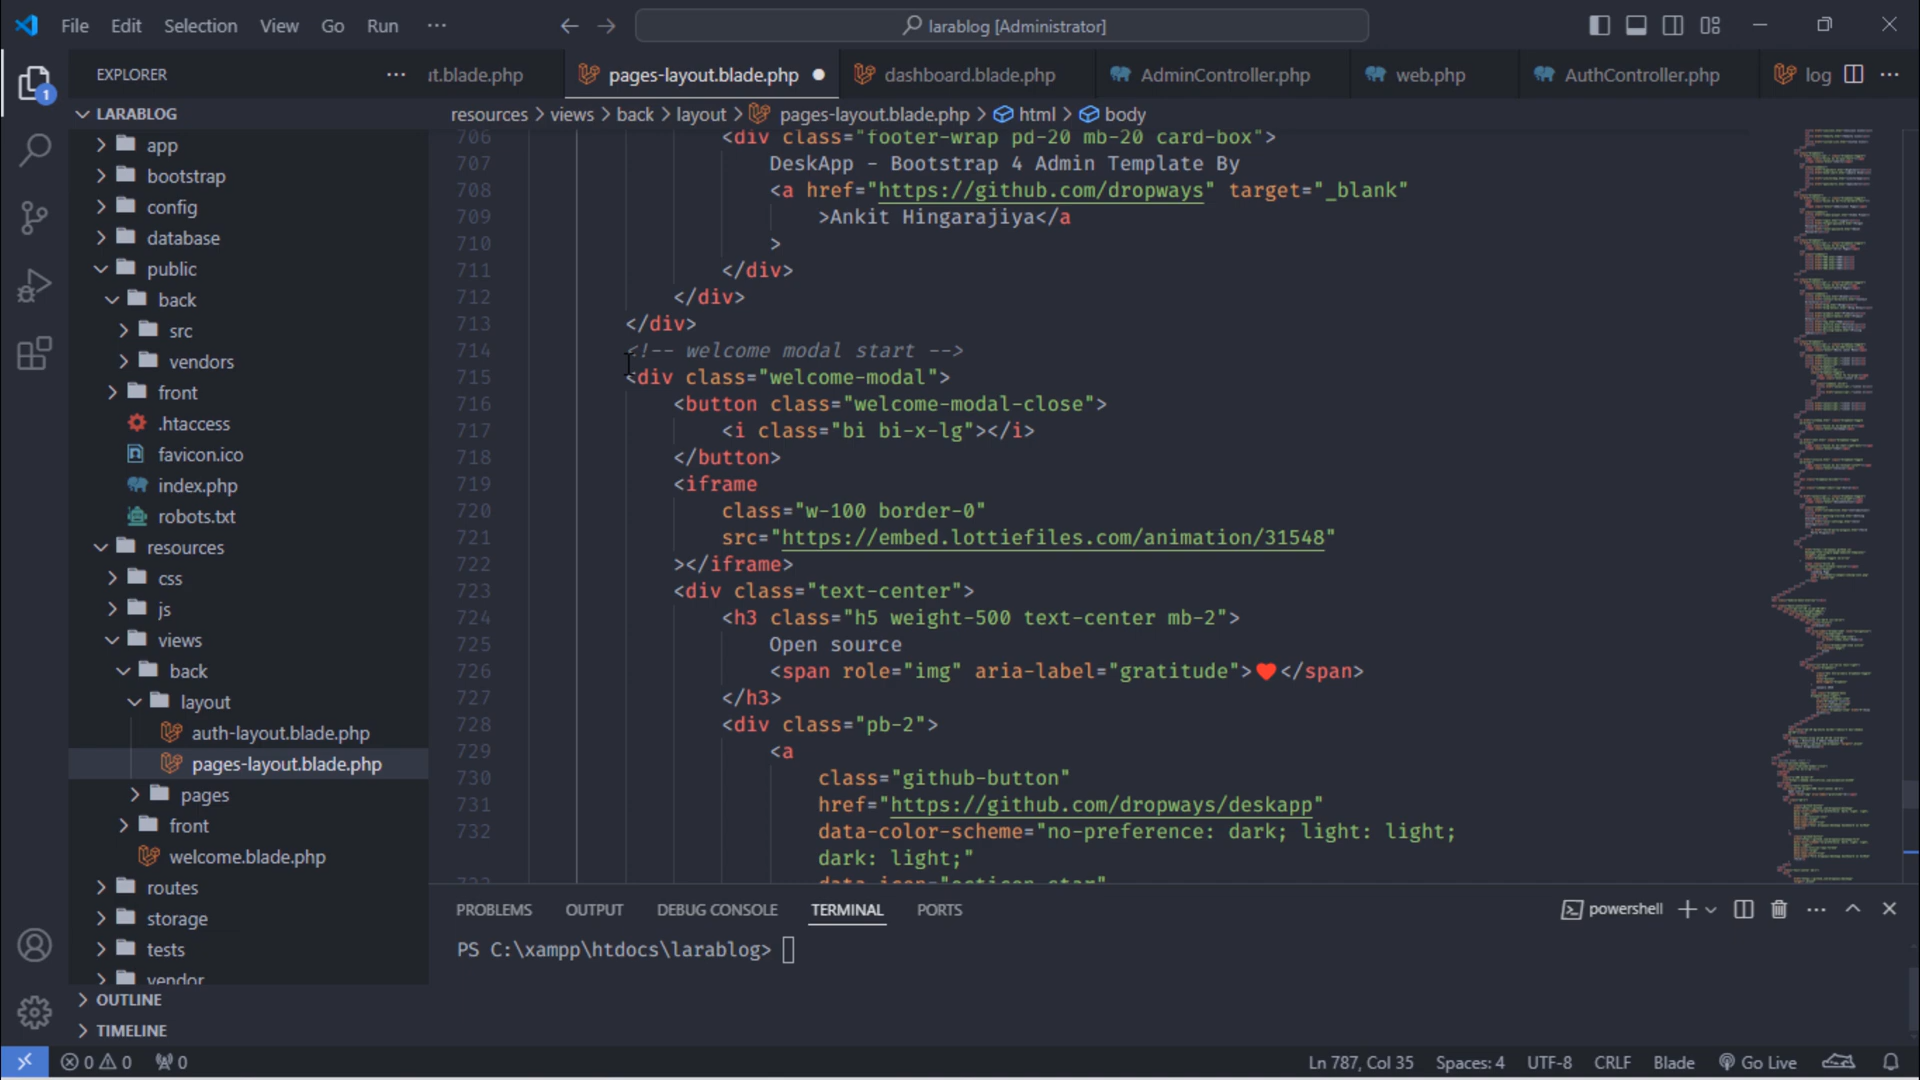 File Edit Selection View Go Run ···
larablog [Administrator]
EXPLORER ···
LARABLOG
app
bootstrap
config
database
public
back
src
vendors
front
.htaccess
favicon.ico
index.php
robots.txt
resources
css
js
views
back
layout
auth-layout.blade.php
pages-layout.blade.php
pages
front
welcome.blade.php
routes
storage
tests
vendor
OUTLINE
TIMELINE
ut.blade.php pages-layout.blade.php dashboard.blade.php AdminController.php web.php AuthController.php log
resources > views > back > layout > pages-layout.blade.php > html > body
706 <div class="footer-wrap pd-20 mb-20 card-box">
707 DeskApp - Bootstrap 4 Admin Template By
708 <a href="https://github.com/dropways" target="_blank"
709 >Ankit Hingarajiya</a
710 >
711 </div>
712 </div>
713 </div>
714 <!-- welcome modal start -->
715 <div class="welcome-modal">
716 <button class="welcome-modal-close">
717 <i class="bi bi-x-lg"></i>
718 </button>
719 <iframe
720 class="w-100 border-0"
721 src="https://embed.lottiefiles.com/animation/31548"
722 ></iframe>
723 <div class="text-center">
724 <h3 class="h5 weight-500 text-center mb-2">
725 Open source
726 <span role="img" aria-label="gratitude">❤️</span>
727 </h3>
728 <div class="pb-2">
729 <a
730 class="github-button"
731 href="https://github.com/dropways/deskapp"
732 data-color-scheme="no-preference: dark; light: light;
dark: light;"
733 data-icon="octicon-star"
PROBLEMS OUTPUT DEBUG CONSOLE TERMINAL PORTS
powershell
PS C:\xampp\htdocs\larablog>
0 0 0
Ln 787, Col 35 Spaces: 4 UTF-8 CRLF Blade Go Live
1